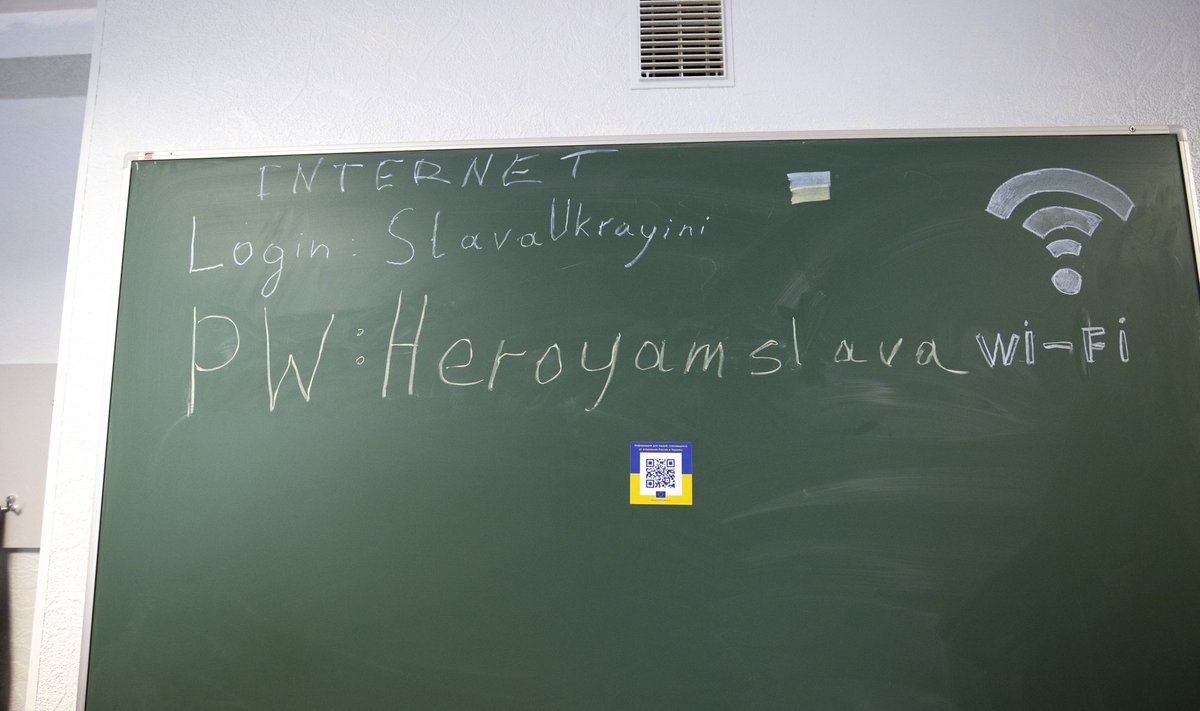 INTERNET
Login: SlavaUkrayini
PW: Heroyamslava
Wi-Fi